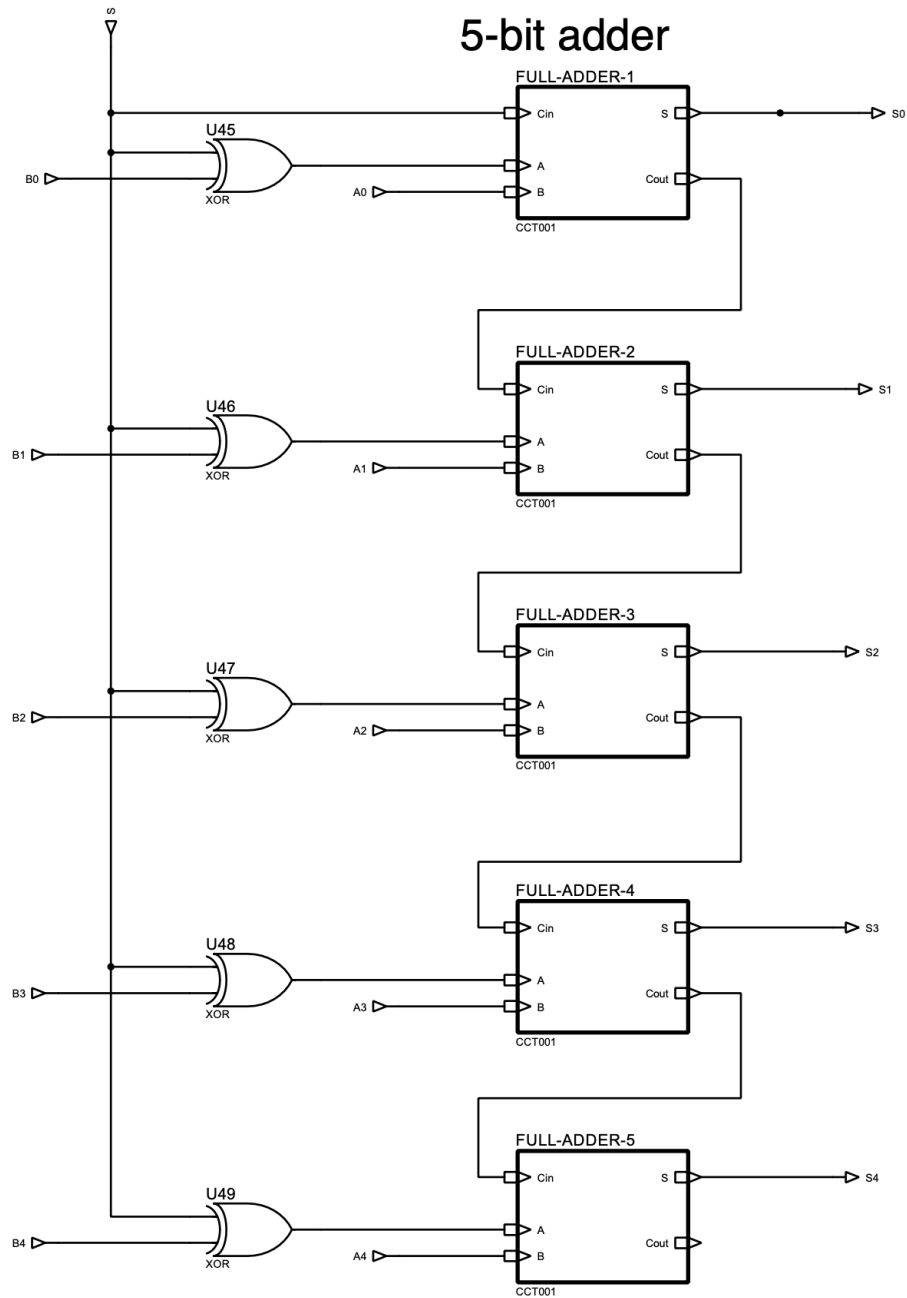 S
5-bit adder
FULL-ADDER-1
U45
Cin
S
S0
A
B0
XOR
A0
B
Cout
CCT001
FULL-ADDER-2
U46
Cin
S
S1
A
B1
XOR
A1
B
Cout
CCT001
FULL-ADDER-3
U47
Cin
S
S2
A
B2
XOR
A2
B
Cout
CCT001
FULL-ADDER-4
U48
Cin
S
S3
A
B3
XOR
A3
B
Cout
CCT001
FULL-ADDER-5
U49
Cin
S
S4
A
B4
XOR
A4
B
Cout
CCT001